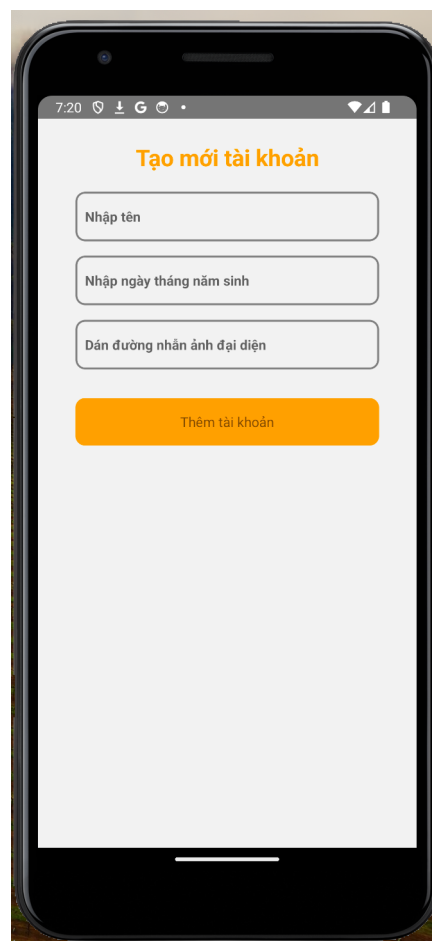 7:20 G
Tạo mới tài khoản
Nhập tên
Nhập ngày tháng năm sinh
Dán đường nhẫn ảnh đại diện
Thêm tài khoản